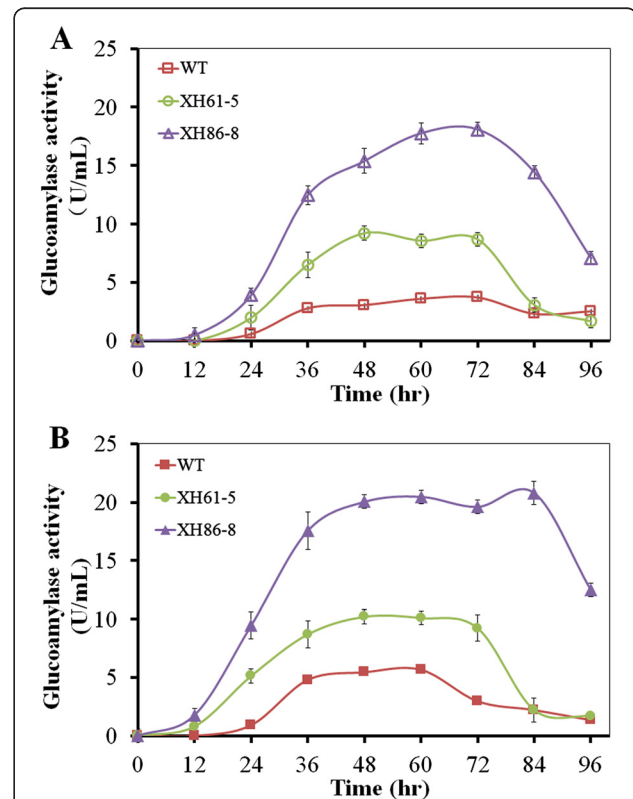 A
25
20
15
10
5
0
Glucoamylase activity
( U/mL)
WT
XH61-5
XH86-8
0 12 24 36 48 60 72 84 96
Time (hr)
B
25
20
15
10
5
0
Glucoamylase activity
(U/mL)
WT
XH61-5
XH86-8
0 12 24 36 48 60 72 84 96
Time (hr)